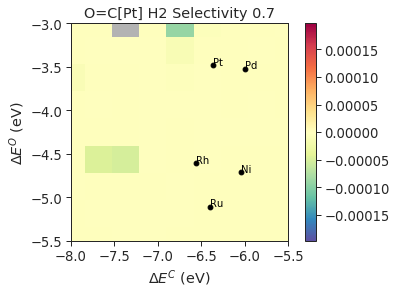 O=C[Pt] H2 Selectivity 0.7
−3.0
−3.5
−4.0
−4.5
−5.0
−5.5
ΔE^O (eV)
Pt
Pd
Rh
Ni
Ru
−8.0 −7.5 −7.0 −6.5 −6.0 −5.5
ΔE^C (eV)
0.00015
0.00010
0.00005
0.00000
−0.00005
−0.00010
−0.00015